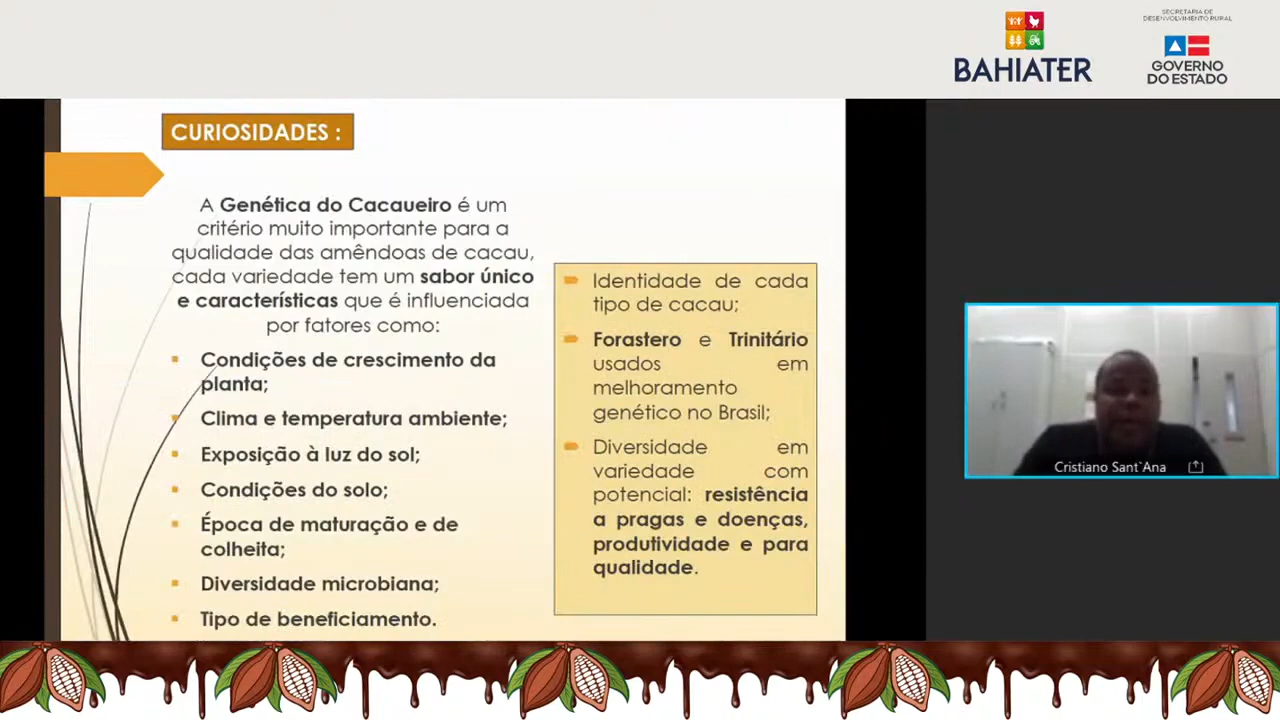 SECRETARIA DE
DESENVOLVIMENTO RURAL
BAHIATER
GOVERNO
DO ESTADO
CURIOSIDADES :
A Genética do Cacaueiro é um
critério muito importante para a
qualidade das amêndoas de cacau,
cada variedade tem um sabor único
e características que é influenciada
por fatores como:
Condições de crescimento da
planta;
Clima e temperatura ambiente;
Exposição à luz do sol;
Condições do solo;
Época de maturação e de
colheita;
Diversidade microbiana;
Tipo de beneficiamento.
Identidade de cada
tipo de cacau;
Forastero e Trinitário
usados em
melhoramento
genético no Brasil;
Diversidade em
variedade com
potencial: resistência
a pragas e doenças,
produtividade e para
qualidade.
Cristiano Sant`Ana